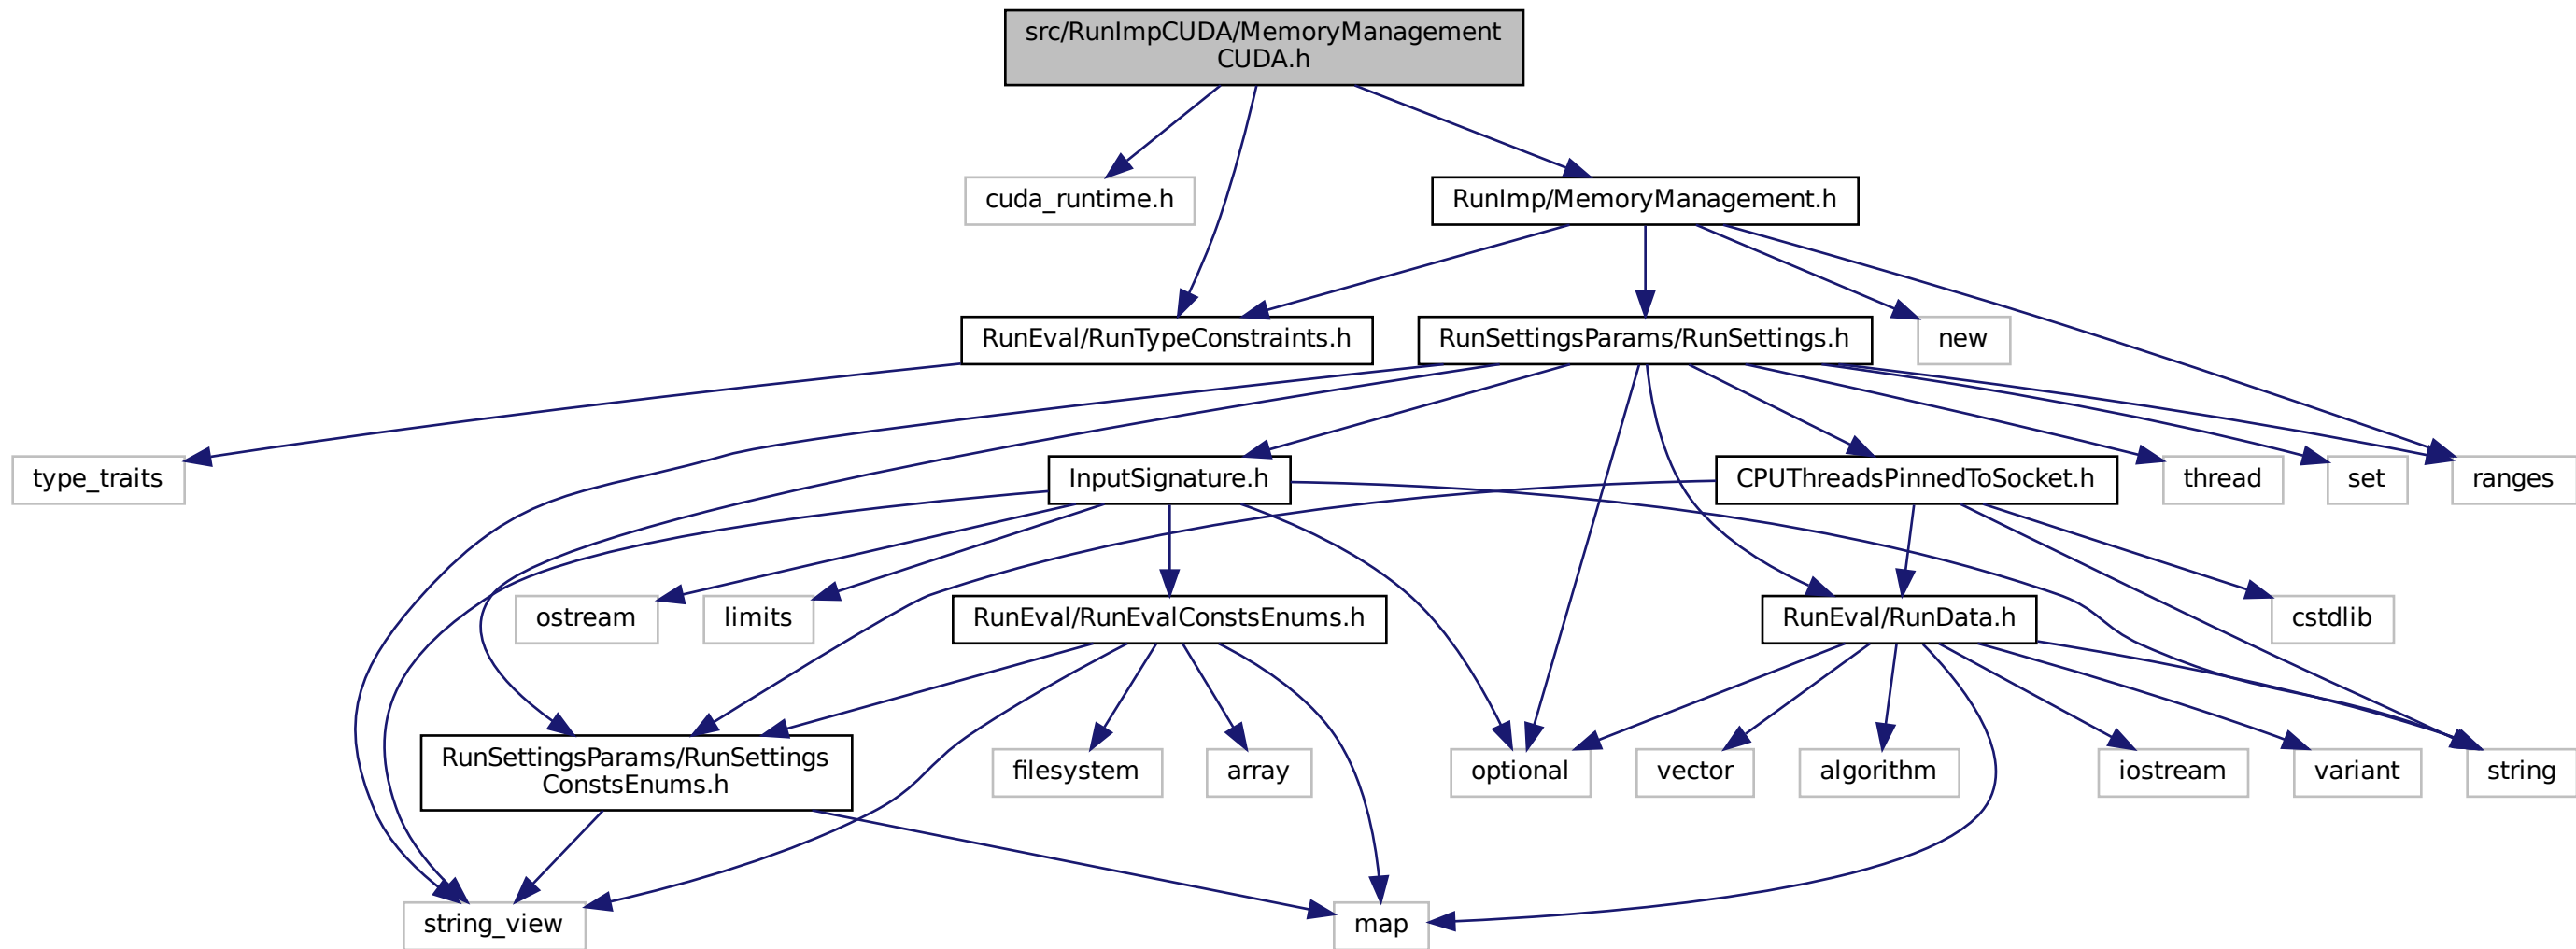 src/RunImpCUDA/MemoryManagement
CUDA.h
cuda_runtime.h
RunImp/MemoryManagement.h
RunEval/RunTypeConstraints.h
RunSettingsParams/RunSettings.h
new
type_traits
InputSignature.h
CPUThreadsPinnedToSocket.h
thread
set
ranges
ostream
limits
RunEval/RunEvalConstsEnums.h
RunEval/RunData.h
cstdlib
RunSettingsParams/RunSettings
ConstsEnums.h
filesystem
array
optional
vector
algorithm
iostream
variant
string
string_view
map